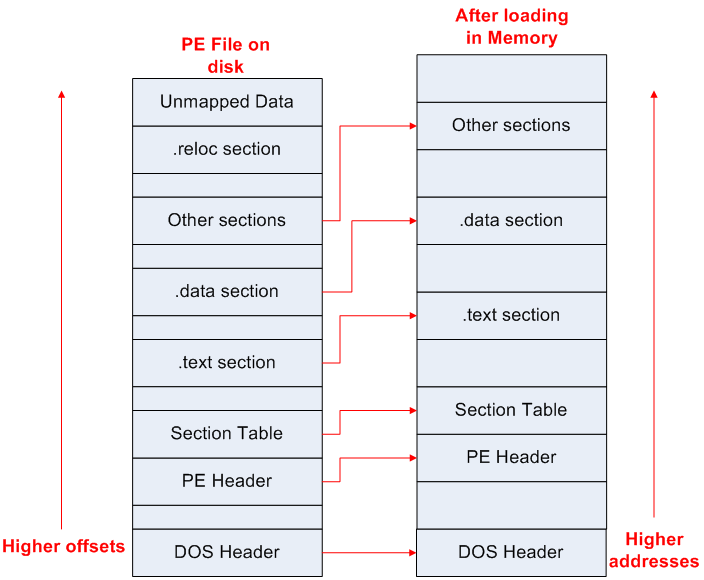 PE File on
disk
After loading
in Memory
Unmapped Data
.reloc section
Other sections
.data section
.text section
Section Table
PE Header
DOS Header
Other sections
.data section
.text section
Section Table
PE Header
DOS Header
Higher offsets
Higher
addresses